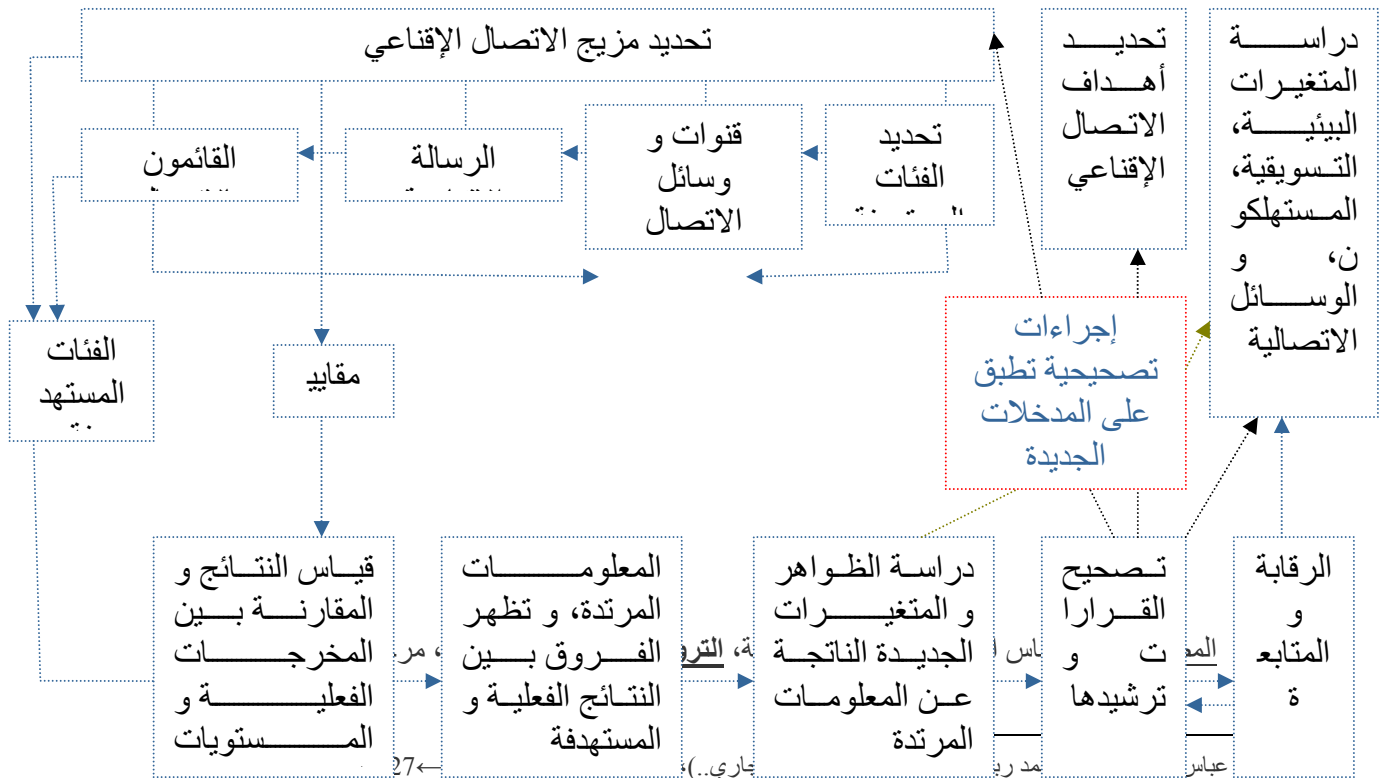 دراسة
المتغيرات
البيئية،
التسويقية،
المستهلكو
ن، و
الوسائل
الاتصالية
تحديد
أهداف
الاتصال
الإقناعي
تحديد مزيج الاتصال الإقناعي
تحديد
الفئات
قنوات و
وسائل
الاتصال
الرسالة
القائمون
إجراءات
تصحيحية تطبق
على المدخلات
الجديدة
مقايي
الفئات
المستهد
الرقابة
و
المتابع
ة
تصحيح
القرارا
ت و
ترشيدها
دراسة الظواهر
و المتغيرات
الجديدة الناتجة
عن المعلومات
المرتدة
المعلومات
المرتدة، و تظهر
الفروق بين
النتائج الفعلية و
المستهدفة
قياس النتائج و
المقارنة بين
المخرجات
الفعلية و
المستويات
عباس